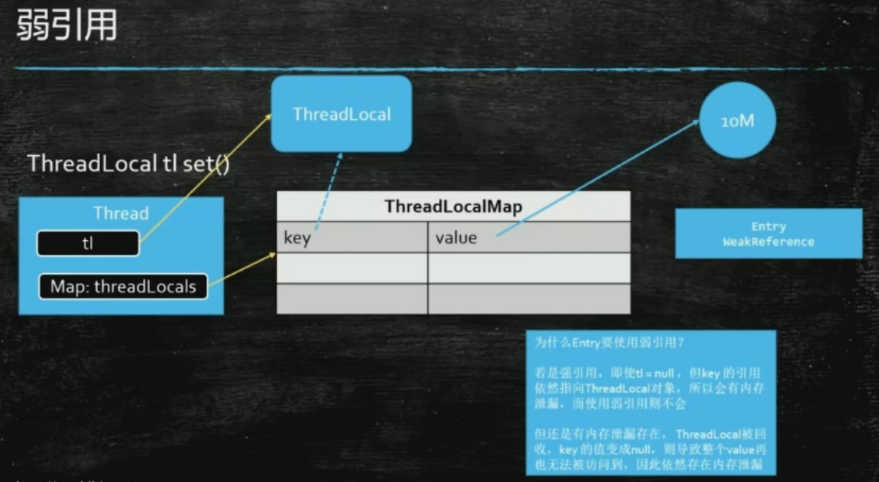 弱引用
ThreadLocal
10M
ThreadLocal tl set()
Thread
tl
Map: threadLocals
ThreadLocalMap
key
value
Entry
WeakReference
为什么Entry要使用弱引用？
若是强引用，即使tl = null，但key 的引用
依然指向ThreadLocal对象，所以会有内存
泄漏，而使用弱引用则不会
但还是有内存泄漏存在， ThreadLocal被回
收，key 的值变成null，则导致整个value再
也无法被访问到，因此依然存在内存泄漏